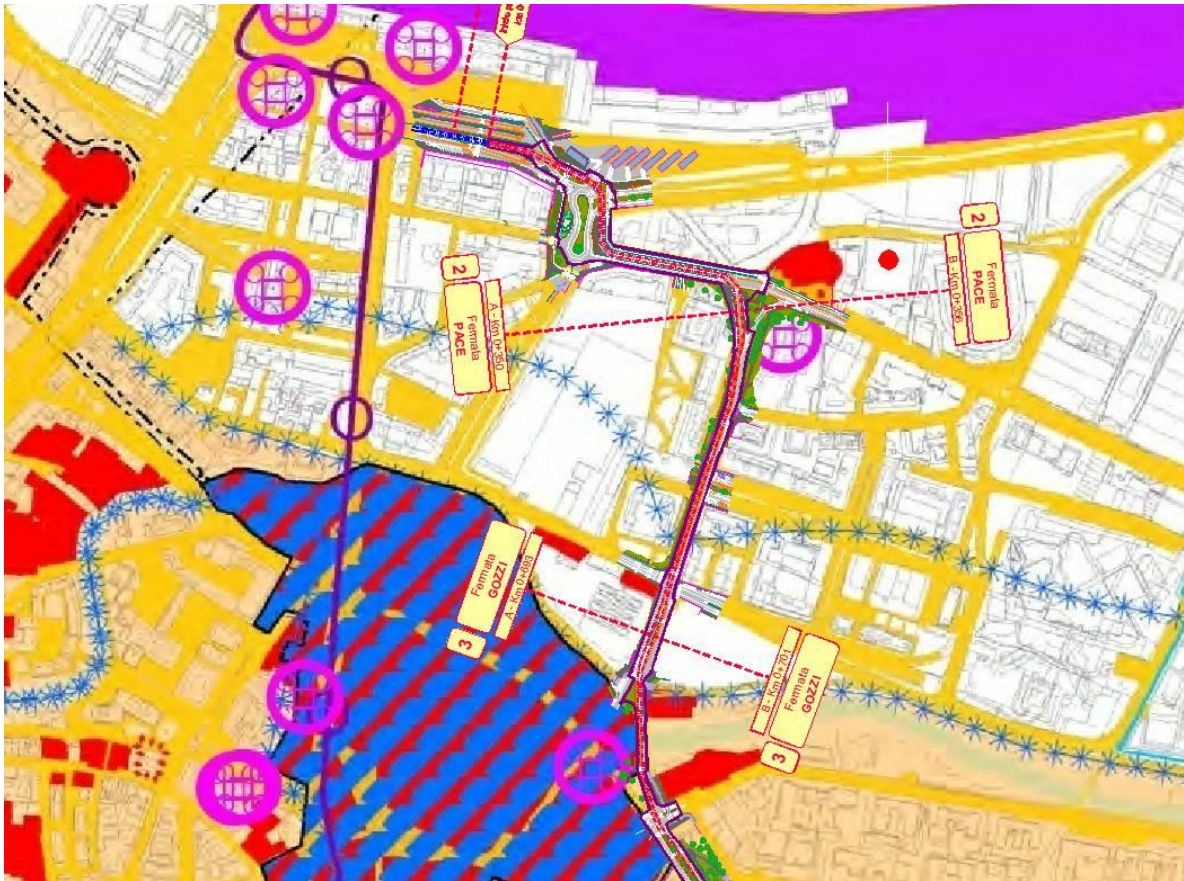 2
Fermata
PACE
B - Km 0+356
2
A - Km 0+350
Fermata
PACE
Fermata
GOZZI
A - Km 0+693
3
B - Km 0+701
Fermata
GOZZI
3